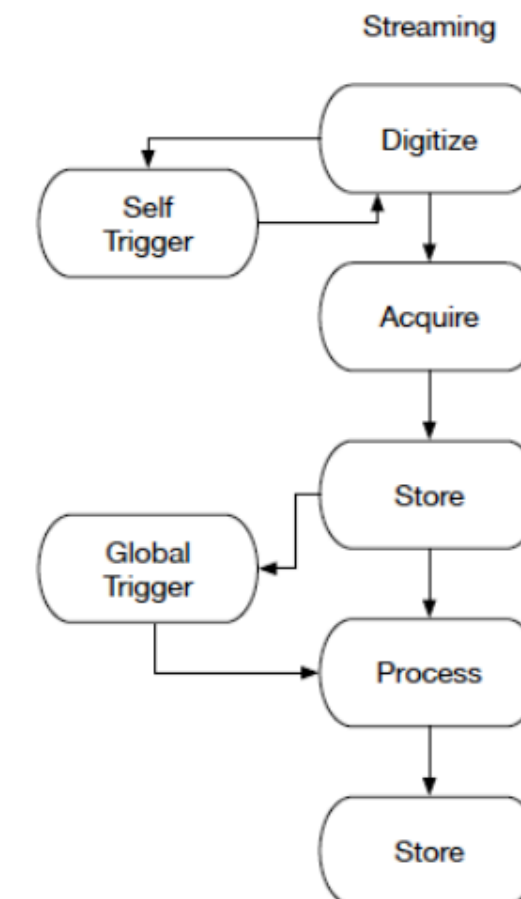 Streaming
Digitize
Self
Trigger
Acquire
Store
Global
Trigger
Process
Store